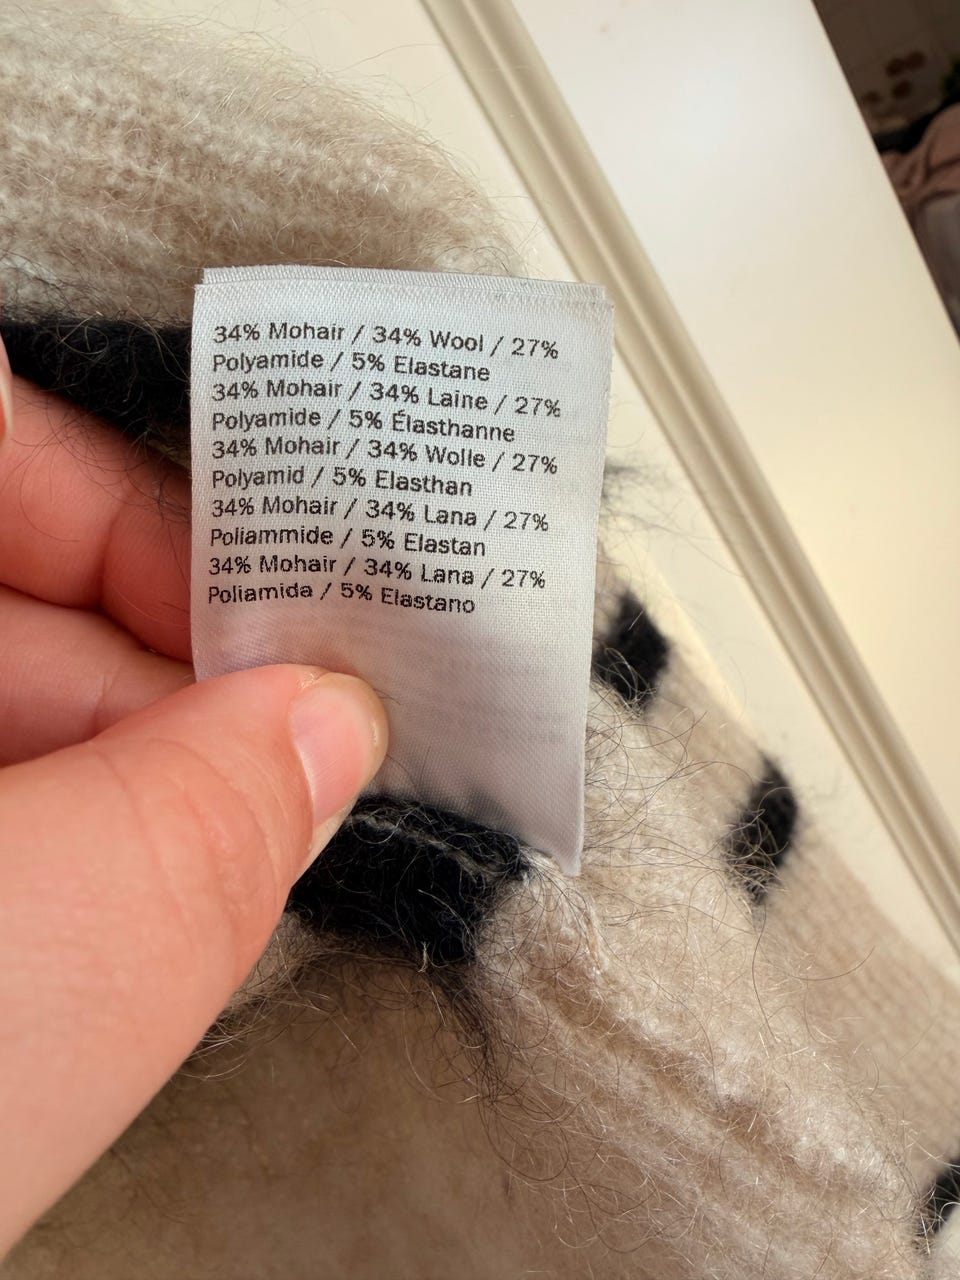 34% Mohair / 34% Wool / 27%
Polyamide / 5% Elastane
34% Mohair / 34% Laine / 27%
Polyamide / 5% Élasthanne
34% Mohair / 34% Wolle / 27%
Polyamid / 5% Elasthan
34% Mohair / 34% Lana / 27%
Poliammide / 5% Elastan
34% Mohair / 34% Lana / 27%
Poliamida / 5% Elastano